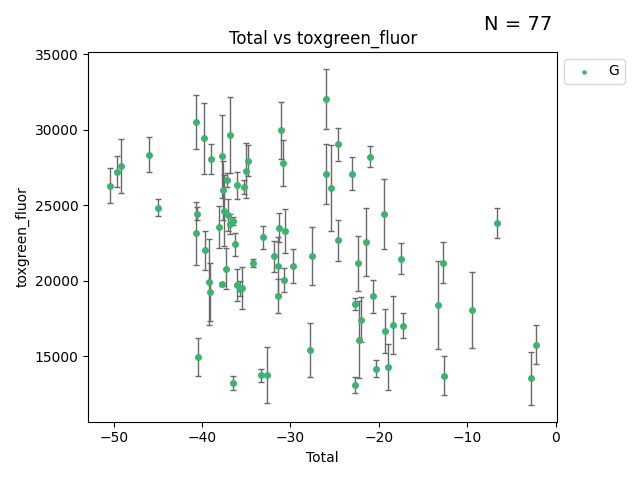 N = 77
Total vs toxgreen_fluor
G
toxgreen_fluor
35000
30000
25000
20000
15000
−50
−40
−30
−20
−10
0
Total